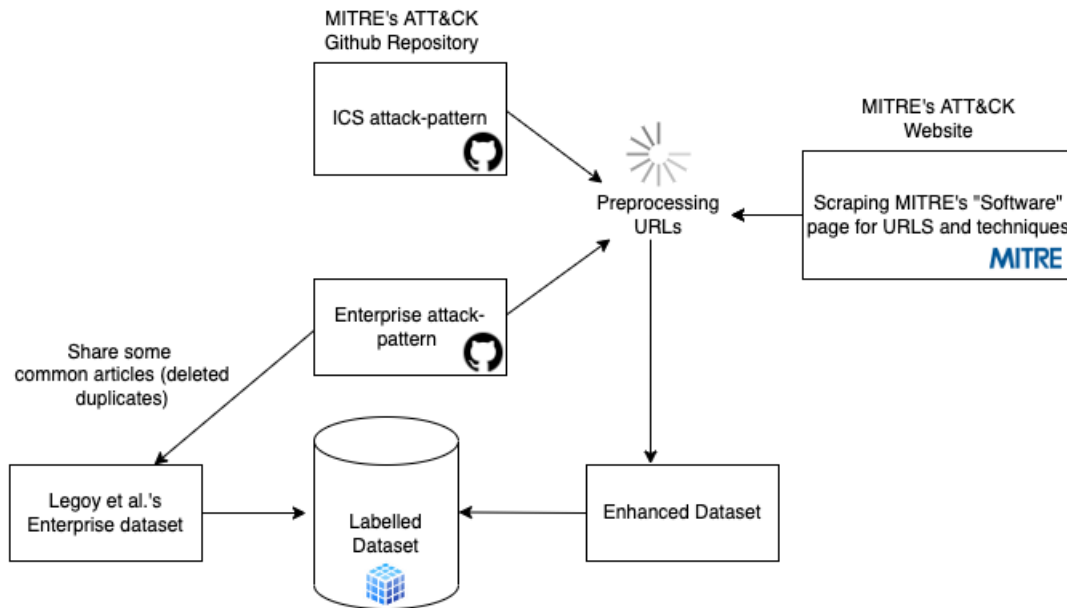 MITRE's ATT&CK
Github Repository
ICS attack-pattern
MITRE's ATT&CK
Website
Preprocessing
URLs
Scraping MITRE's "Software"
page for URLS and techniques
MITRE
Enterprise attack-
pattern
Share some
common articles (deleted
duplicates)
Legoy et al.'s
Enterprise dataset
Labelled
Dataset
Enhanced Dataset